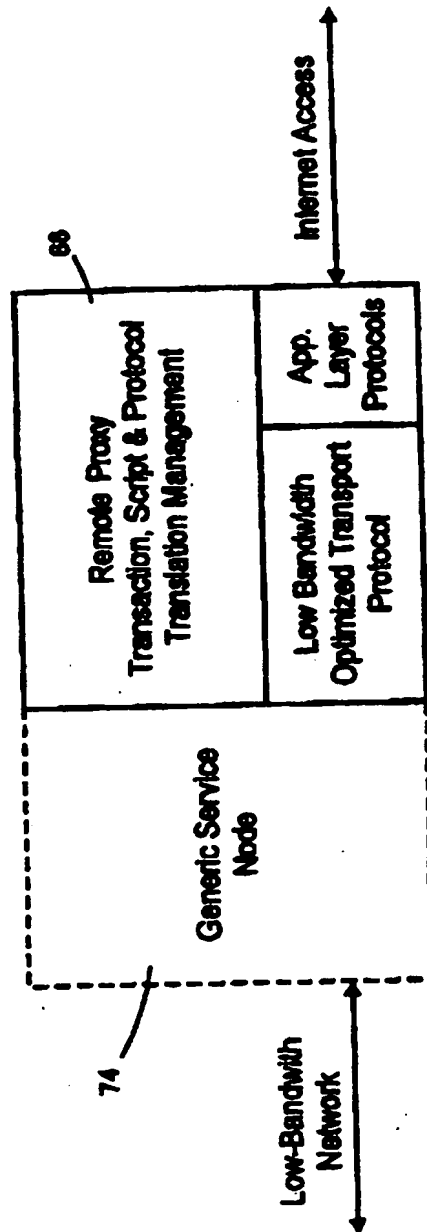 68
Remote Proxy
Transaction, Script & Protocol
Translation Management
74
Generic Service
Node
Low Bandwidth
Optimized Transport
Protocol
App.
Layer
Protocols
Low-Bandwith
Network
Internet Access